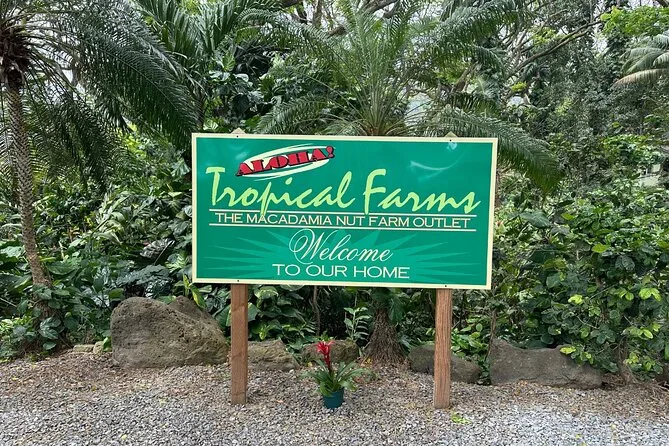 ALOHA!
Tropical Farms
THE MACADAMIA NUT FARM OUTLET
Welcome
TO OUR HOME